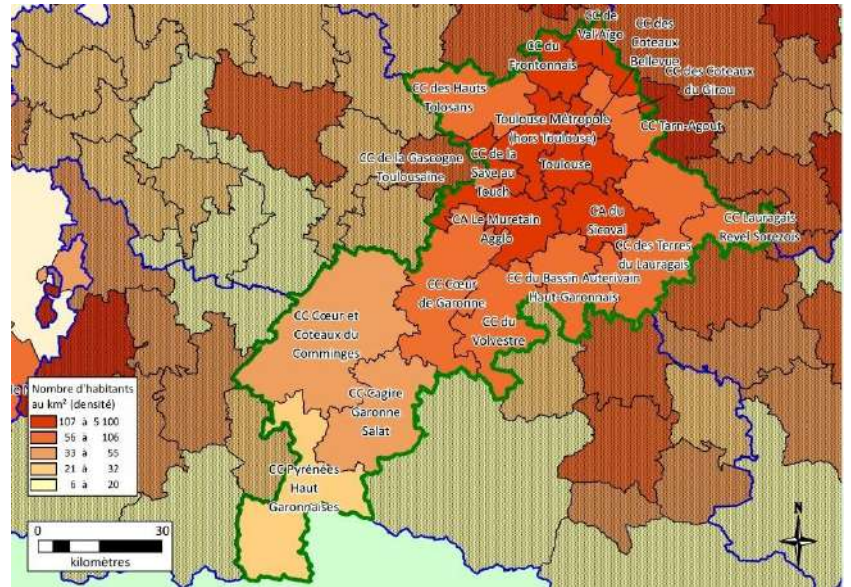 CC de
Val'Aïgo
CC des
Coteaux
Bellevue
CC du
Frontonnais
CC des Coteaux
du Girou
CC des Hauts
Tolosans
Toulouse Métropole
(hors Toulouse)
CC Tarn-Agout
CC de la Gascogne
Toulousaine
CC de la
Save au
Touch
Toulouse
CA Le Muretain
Agglo
CA du
Sicoval
CC Lauragais
Revel Sorezois
CC des Terres
du Lauragais
CC Cœur
de Garonne
CC du Bassin Auterivain
Haut-Garonnais
CC Cœur et
Coteaux du
Comminges
CC du
Volvestre
CC Cagire
Garonne
Salat
CC Pyrénées
Haut
Garonnaises
Nombre d'habitants
au km² (densité)
107 à 5 100
56 à 106
33 à 55
21 à 32
6 à 20
0 30
kilomètres
N